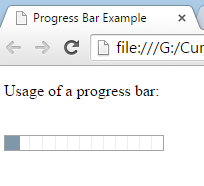 Progress Bar Example
file:///G:/Cur
Usage of a progress bar: